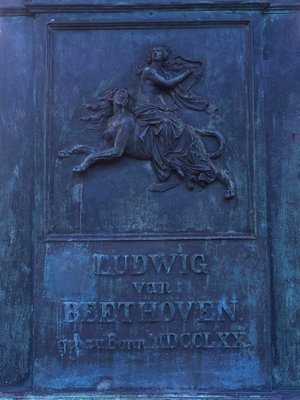 LUDWIG
van
BEETHOVEN.
geb. zu Bonn MDCCLXX.